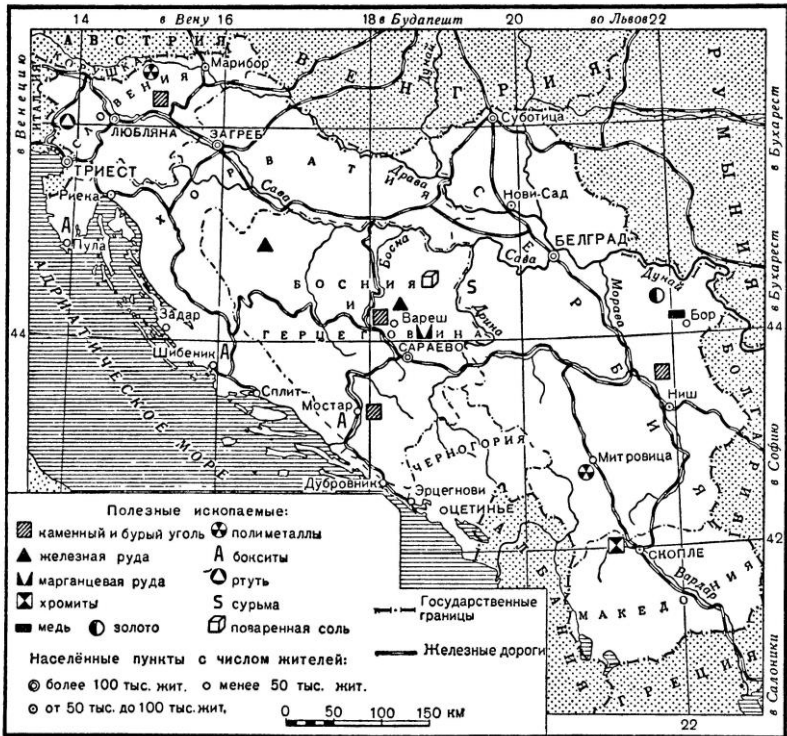 в Вену
16
18
в Будапешт
20
во Львов
22
АВСТРИЯ
КОРУШКА
Марибор
ВЕНГРИЯ
Дунай
РУМЫНИЯ
в Венецию
ИТАЛИЯ
СЛОВЕНИЯ
ЛЮБЛЯНА
ЗАГРЕБ
Суботица
в Бухарест
ТРИЕСТ
ХОРВАТИЯ
Драва
Сава
Риека
Нови-Сад
СЕРБИЯ
А
Пула
БЕЛГРАД
Босна
Сава
БОСНИЯ
И
S
Дрина
Морава
Дунай
в Бухарест
АДРИАТИЧЕСКОЕ МОРЕ
Задар
44
Вареш
Бор
44
ГЕРЦЕГОВИНА
САРАЕВО
Шибеник
А
Сплит
Мостар
А
Ниш
БОЛГАРИЯ
в Софию
ЧЕРНОГОРИЯ
Митровица
Дубровник
Эрцегнови
ОЦЕТИНЬЕ
АЛБАНИЯ
42
СКОПЛЕ
Вардар
МАКЕДОНИЯ
ГРЕЦИЯ
в Салоники
14
16
22
Полезные ископаемые:
каменный и бурый уголь
полиметаллы
железная руда
А бокситы
марганцевая руда
ртуть
хромиты
S сурьма
медь
золото
поваренная соль
Государственные
границы
Железные дороги
Населённые пункты с числом жителей:
более 100 тыс. жит.
менее 50 тыс. жит.
от 50 тыс. до 100 тыс. жит,
0 50 100 150 км